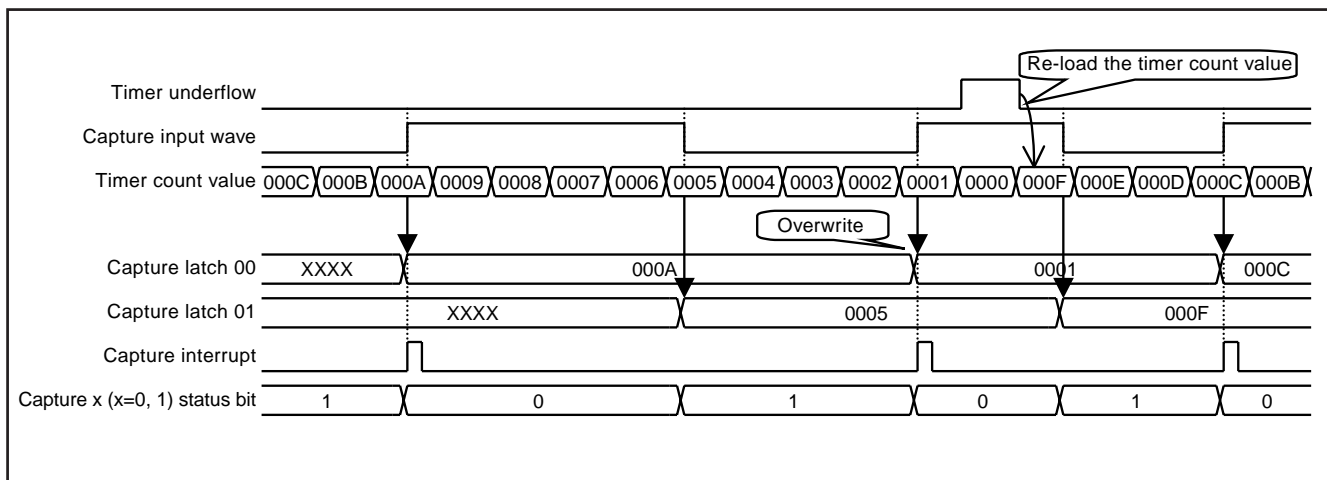 Re-load the timer count value
Timer underflow
Capture input wave
Timer count value 000C 000B 000A 0009 0008 0007 0006 0005 0004 0003 0002 0001 0000 000F 000E 000D 000C 000B
Overwrite
Capture latch 00 XXXX 000A 0001 000C
Capture latch 01 XXXX 0005 000F
Capture interrupt
Capture x (x=0, 1) status bit 1 0 1 0 1 0